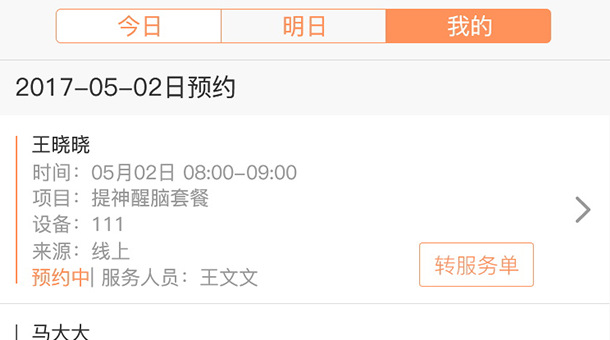 今日 明日 我的
2017-05-02日预约
王晓晓
时间：05月02日 08:00-09:00
项目：提神醒脑套餐
设备：111
来源：线上
转服务单
预约中| 服务人员：王文文
马大大